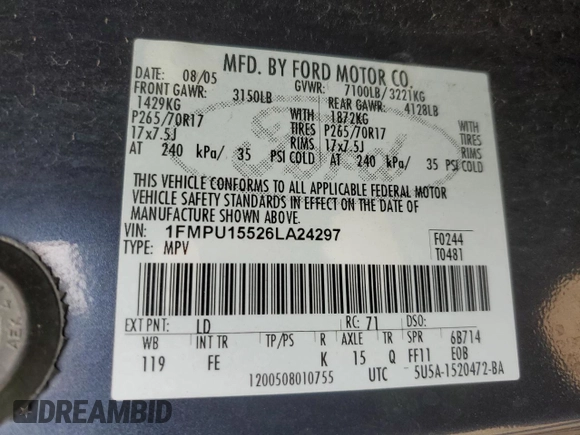 MFD. BY FORD MOTOR CO.
DATE: 08/05 GVWR: 7100LB/3221KG
FRONT GAWR: 3150LB REAR GAWR: 4128LB
1429KG WITH 1872KG WITH
P265/70R17 TIRES P265/70R17 TIRES
17x7.5J RIMS 17x7.5J RIMS
AT 240 kPa/ 35 PSI COLD AT 240 kPa/ 35 PSI COLD
Ford
THIS VEHICLE CONFORMS TO ALL APPLICABLE FEDERAL MOTOR
VEHICLE SAFETY STANDARDS IN EFFECT ON THE DATE OF
MANUFACTURE SHOWN ABOVE.
VIN: 1FMPU15526LA24297 F0244
TYPE: MPV T0481
EXT PNT: LD RC: 71 DSO:
WB INT TR TP/PS R AXLE TR SPR 6B714
119 FE K 15 Q FF11 EOB
1200508010755 UTC 5U5A-1520472-BA
DREAMBID